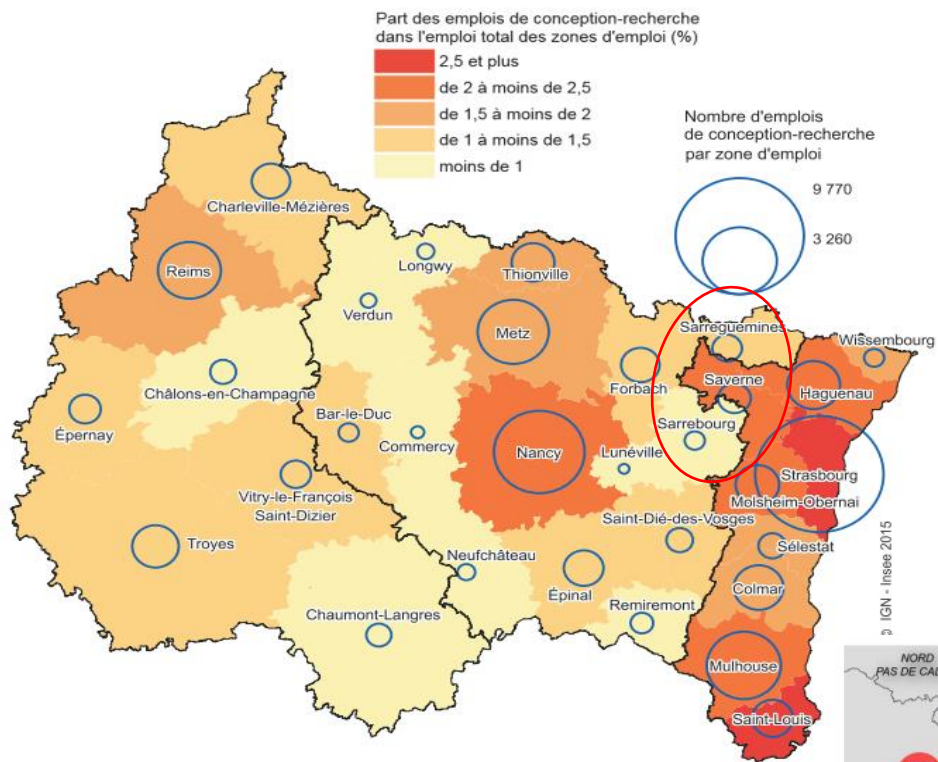 Part des emplois de conception-recherche
dans l'emploi total des zones d'emploi (%)
2,5 et plus
de 2 à moins de 2,5
de 1,5 à moins de 2
de 1 à moins de 1,5
moins de 1
Nombre d'emplois
de conception-recherche
par zone d'emploi
9 770
3 260
Charleville-Mézières
Reims
Longwy
Thionville
Verdun
Metz
Sarreguemines
Wissembourg
Châlons-en-Champagne
Forbach
Saverne
Haguenau
Épernay
Bar-le-Duc
Commercy
Nancy
Lunéville
Sarrebourg
Strasbourg
Molsheim-Obernai
Vitry-le-François
Saint-Dizier
Troyes
Saint-Dié-des-Vosges
Sélestat
Neufchâteau
Épinal
Colmar
Chaumont-Langres
Remiremont
Mulhouse
Saint-Louis
IGN - Insee 2015
NORD
PAS DE CAL